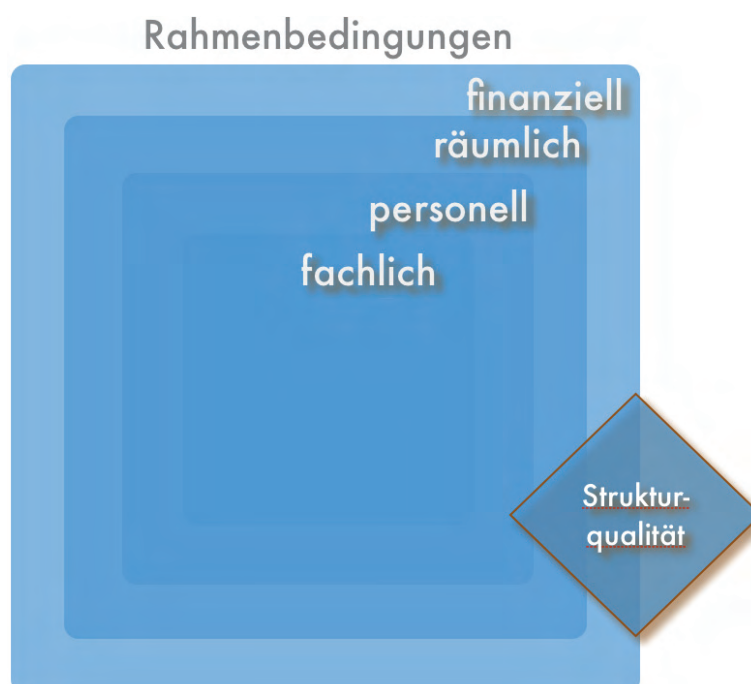 Rahmenbedingungen
finanziell
räumlich
personell
fachlich
Struktur-
qualität